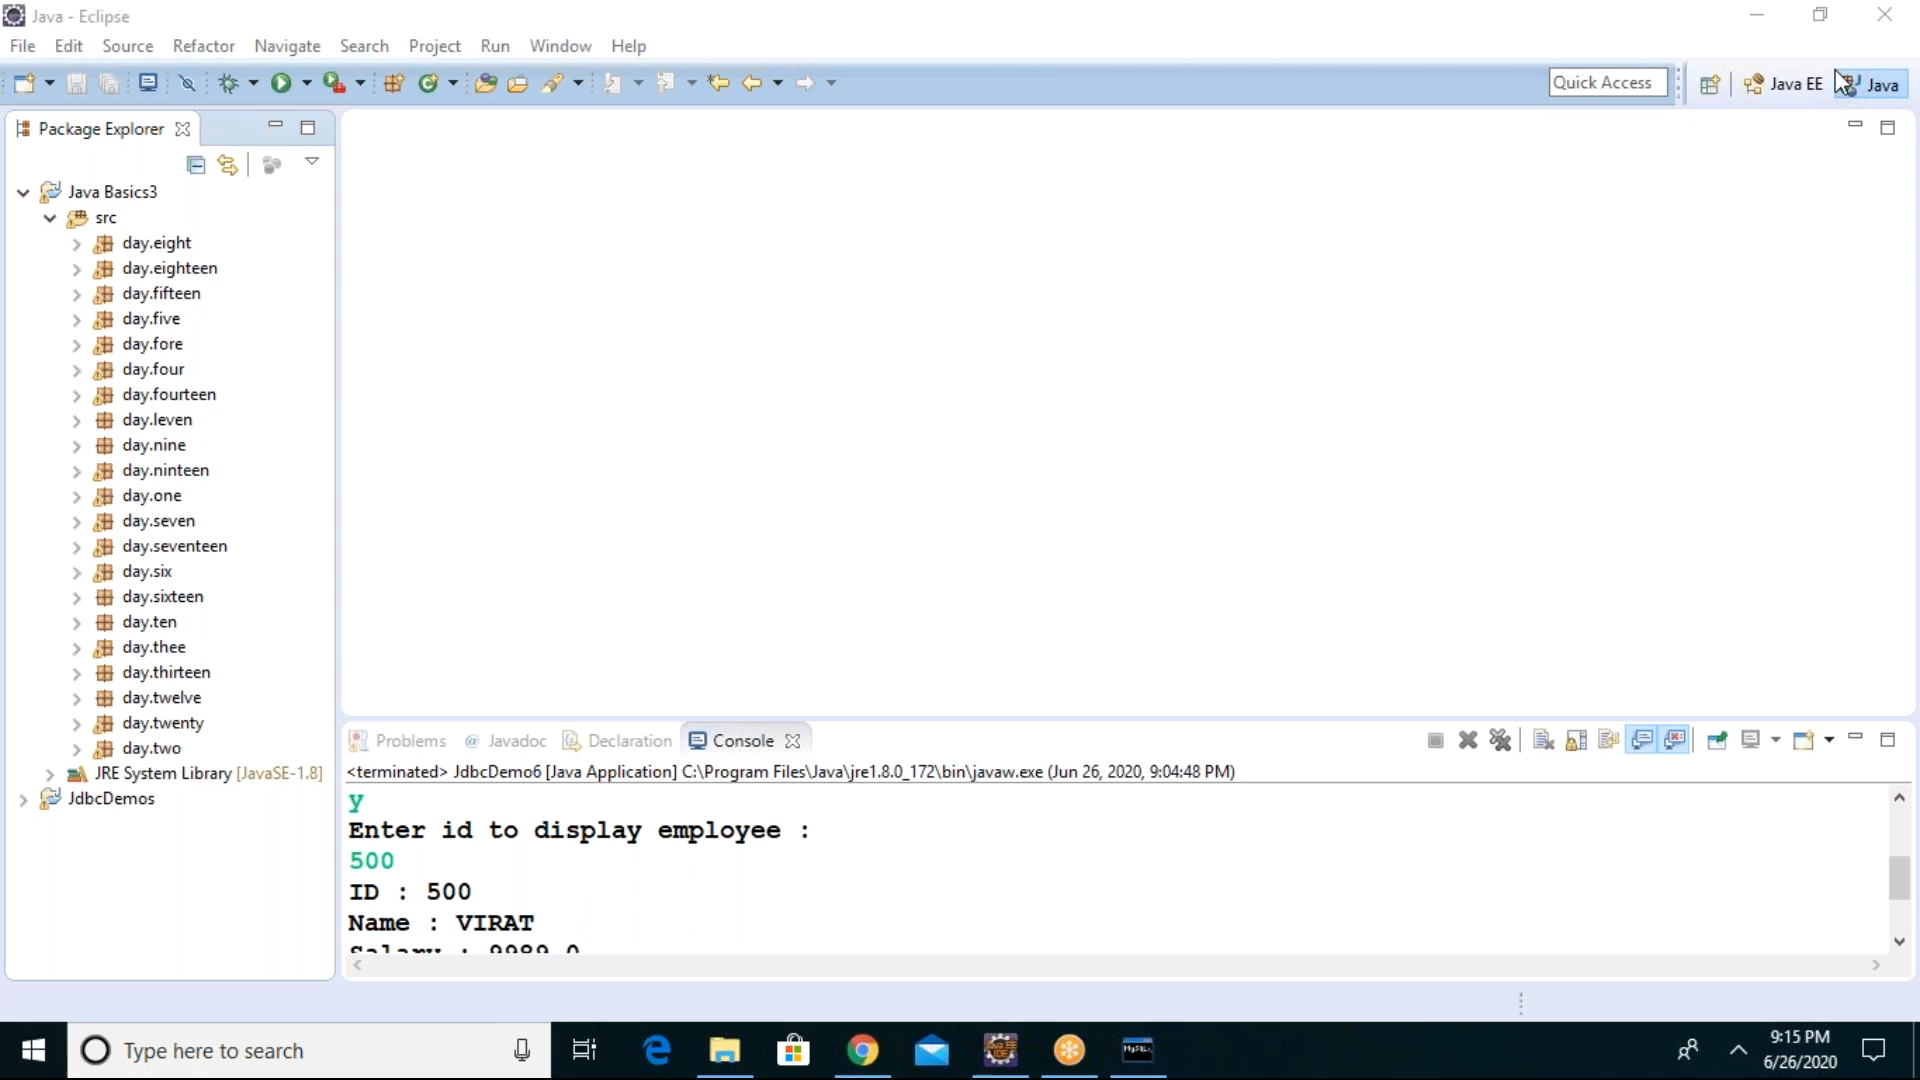 Java - Eclipse
File Edit Source Refactor Navigate Search Project Run Window Help
Quick Access
Java EE
Java
Package Explorer
Java Basics3
src
day.eight
day.eighteen
day.fifteen
day.five
day.fore
day.four
day.fourteen
day.leven
day.nine
day.ninteen
day.one
day.seven
day.seventeen
day.six
day.sixteen
day.ten
day.thee
day.thirteen
day.twelve
day.twenty
day.two
JRE System Library [JavaSE-1.8]
JdbcDemos
Problems @ Javadoc Declaration Console
<terminated> JdbcDemo6 [Java Application] C:\Program Files\Java\jre1.8.0_172\bin\javaw.exe (Jun 26, 2020, 9:04:48 PM)
y
Enter id to display employee :
500
ID : 500
Name : VIRAT
Salary : 9989.0
Type here to search
9:15 PM
6/26/2020